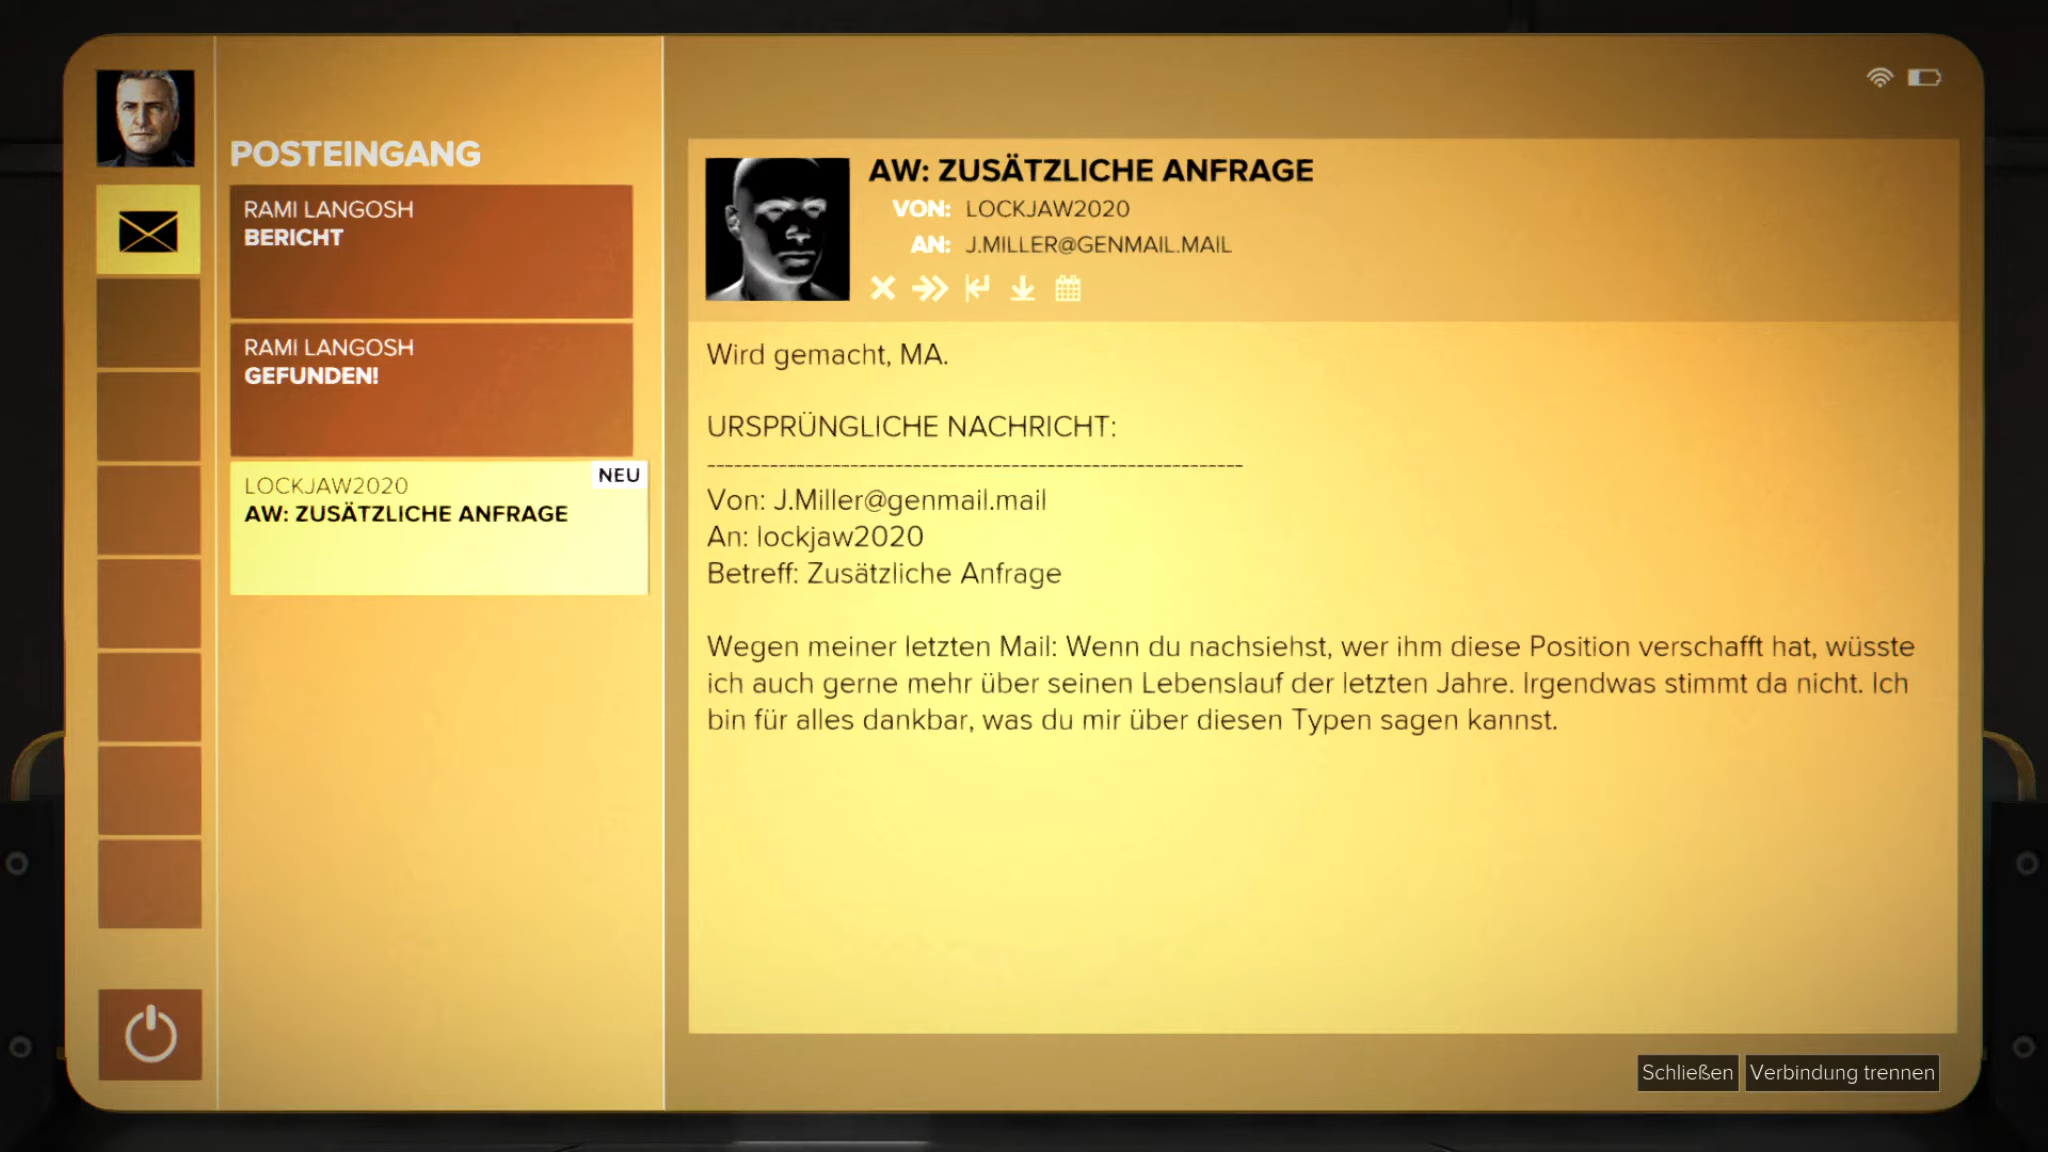 POSTEINGANG
RAMI LANGOSH
BERICHT
RAMI LANGOSH
GEFUNDEN!
NEU
LOCKJAW2020
AW: ZUSÄTZLICHE ANFRAGE
AW: ZUSÄTZLICHE ANFRAGE
VON: LOCKJAW2020
AN: J.MILLER@GENMAIL.MAIL
Wird gemacht, MA.
URSPRÜNGLICHE NACHRICHT:
------------------------------------------------------------
Von: J.Miller@genmail.mail
An: lockjaw2020
Betreff: Zusätzliche Anfrage
Wegen meiner letzten Mail: Wenn du nachsiehst, wer ihm diese Position verschafft hat, wüsste
ich auch gerne mehr über seinen Lebenslauf der letzten Jahre. Irgendwas stimmt da nicht. Ich
bin für alles dankbar, was du mir über diesen Typen sagen kannst.
Schließen Verbindung trennen